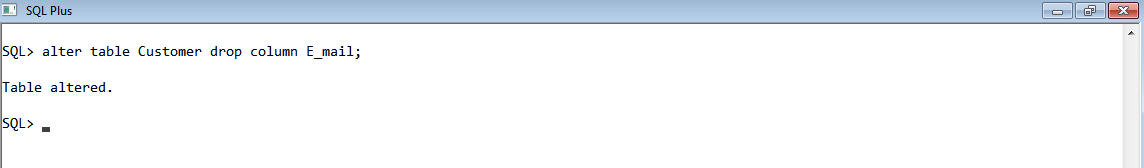 SQL Plus
SQL> alter table Customer drop column E_mail;
Table altered.
SQL>